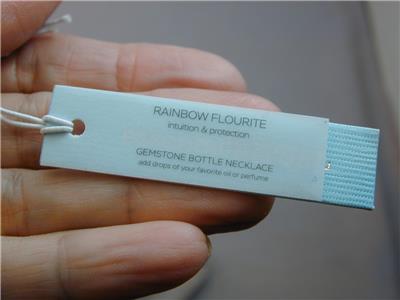 RAINBOW FLOURITE
intuition & protection
GEMSTONE BOTTLE NECKLACE
add drops of your favorite oil or perfume